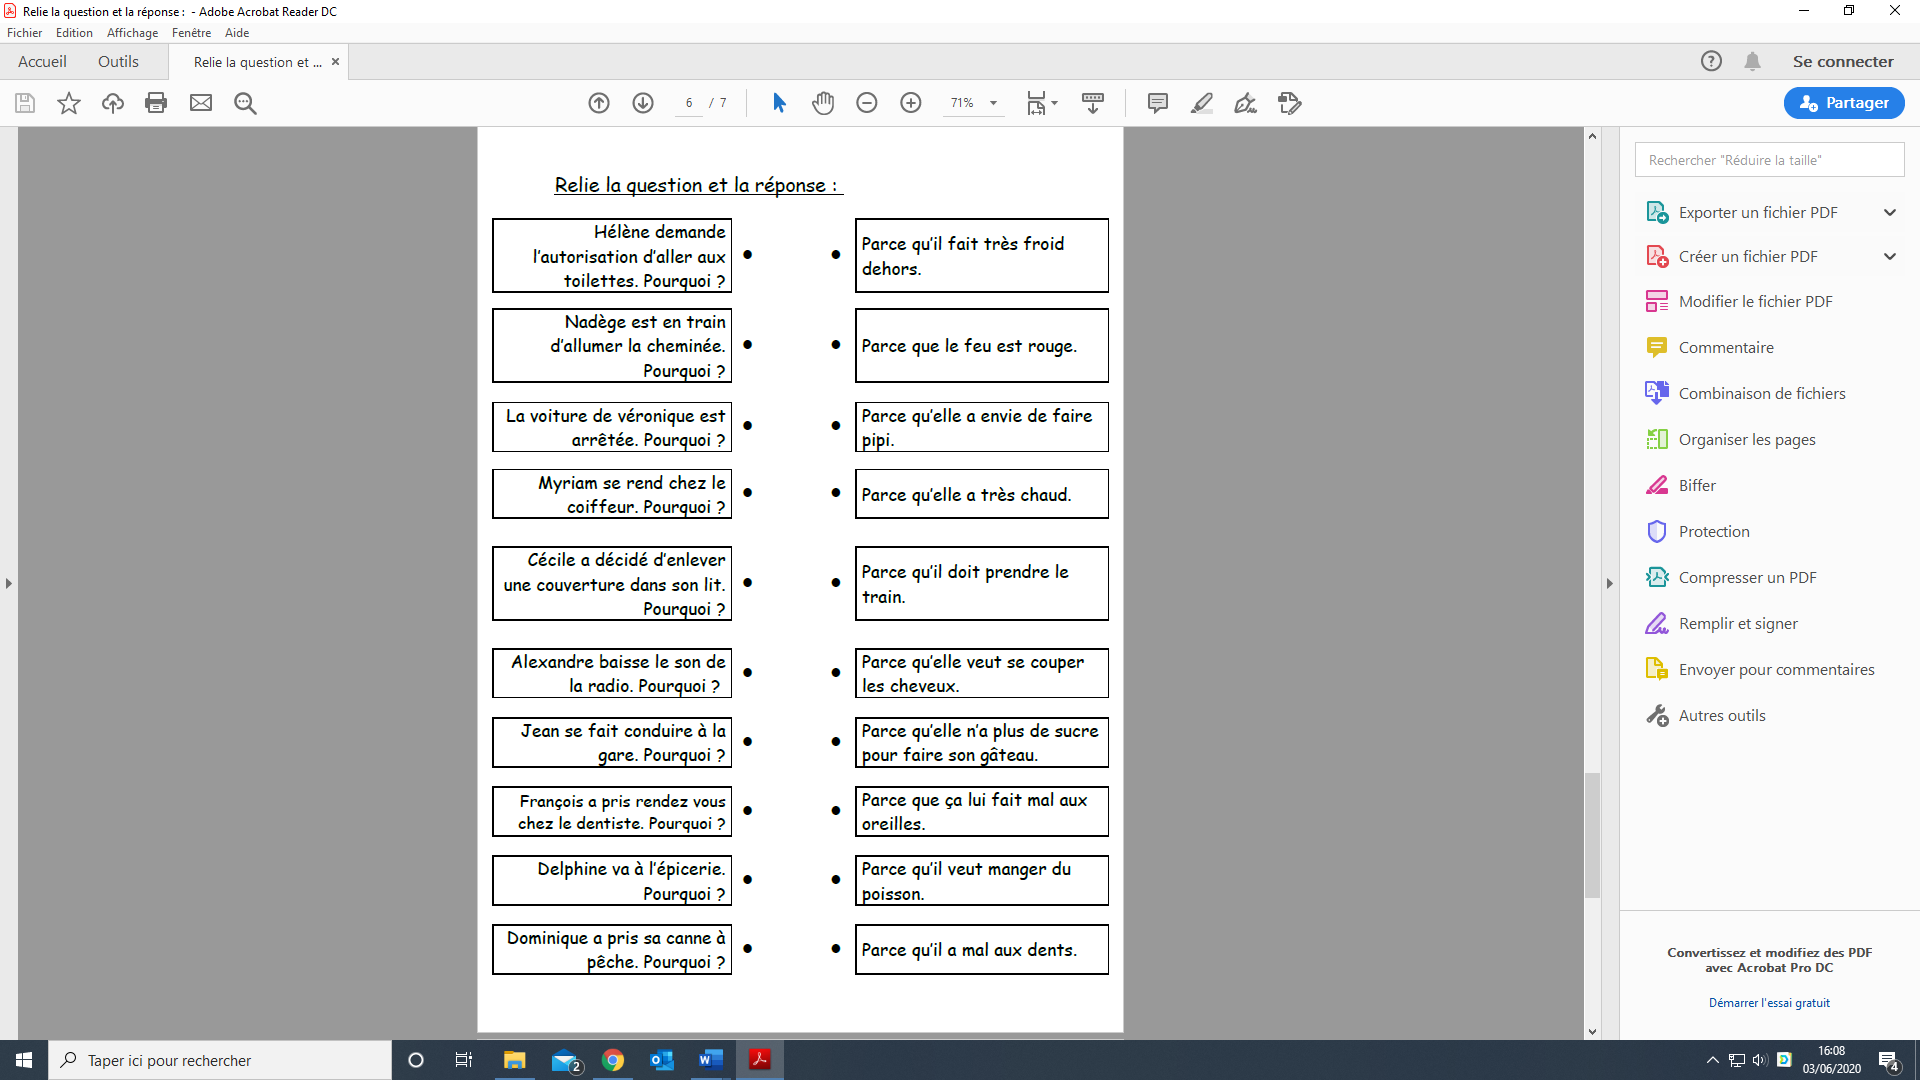 Relie la question et la réponse :  - Adobe Acrobat Reader DC
Fichier Edition Affichage Fenêtre Aide
Accueil Outils Relie la question et ... × Se connecter
6 / 7 71% Partager
Relie la question et la réponse :
Hélène demande
l'autorisation d'aller aux
toilettes. Pourquoi ?
Parce qu'il fait très froid
dehors.
Nadège est en train
d'allumer la cheminée.
Pourquoi ?
Parce que le feu est rouge.
La voiture de véronique est
arrêtée. Pourquoi ?
Parce qu'elle a envie de faire
pipi.
Myriam se rend chez le
coiffeur. Pourquoi ?
Parce qu'elle a très chaud.
Cécile a décidé d'enlever
une couverture dans son lit.
Pourquoi ?
Parce qu'il doit prendre le
train.
Alexandre baisse le son de
la radio. Pourquoi ?
Parce qu'elle veut se couper
les cheveux.
Jean se fait conduire à la
gare. Pourquoi ?
Parce qu'elle n'a plus de sucre
pour faire son gâteau.
François a pris rendez vous
chez le dentiste. Pourquoi ?
Parce que ça lui fait mal aux
oreilles.
Delphine va à l'épicerie.
Pourquoi ?
Parce qu'il veut manger du
poisson.
Dominique a pris sa canne à
pêche. Pourquoi ?
Parce qu'il a mal aux dents.
Rechercher "Réduire la taille"
Exporter un fichier PDF
Créer un fichier PDF
Modifier le fichier PDF
Commentaire
Combinaison de fichiers
Organiser les pages
Biffer
Protection
Compresser un PDF
Remplir et signer
Envoyer pour commentaires
Autres outils
Convertissez et modifiez des PDF
avec Acrobat Pro DC
Démarrer l'essai gratuit
Taper ici pour rechercher
2
16:08
03/06/2020
4